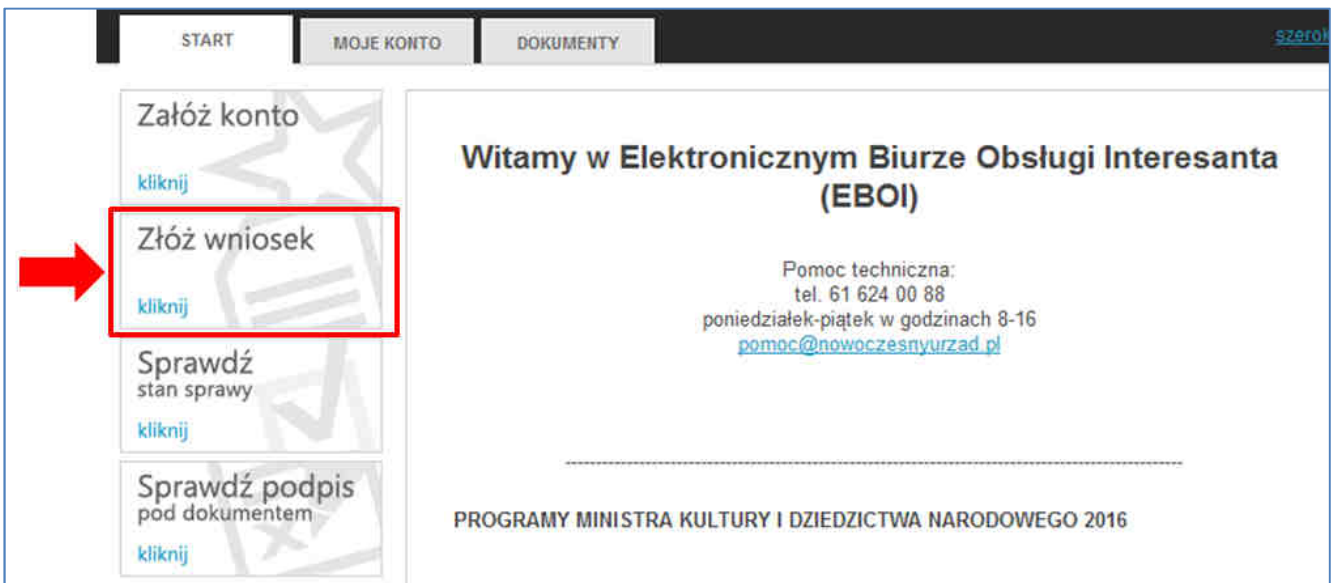 START
MOJE KONTO
DOKUMENTY
Załóż konto
kliknij
Złóż wniosek
kliknij
Sprawdź
stan sprawy
kliknij
Sprawdź podpis
pod dokumentem
kliknij
Witamy w Elektronicznym Biurze Obsługi Interesanta
(EBOI)
Pomoc techniczna:
tel. 61 624 00 88
poniedziałek-piątek w godzinach 8-16
pomoc@nowoczesnyurzad.pl
--------------------------------------------------------------------------------
PROGRAMY MINISTRA KULTURY I DZIEDZICTWA NARODOWEGO 2016